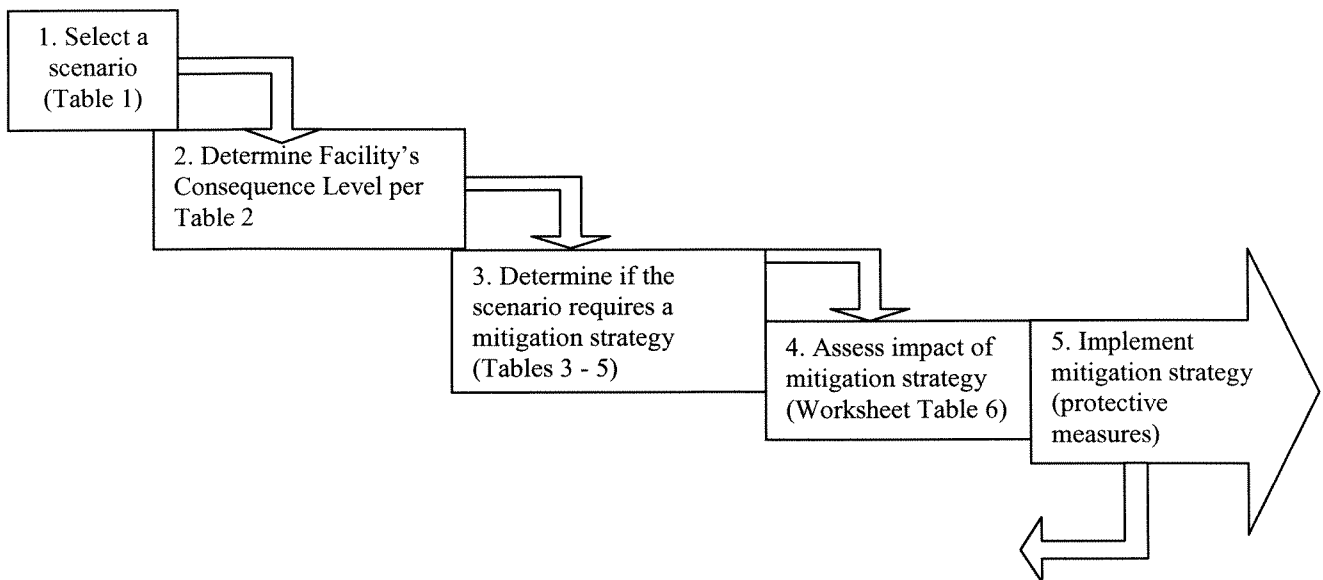 1. Select a
scenario
(Table 1)
2. Determine Facility’s
Consequence Level per
Table 2
3. Determine if the
scenario requires a
mitigation strategy
(Tables 3 - 5)
4. Assess impact of
mitigation strategy
(Worksheet Table 6)
5. Implement
mitigation strategy
(protective
measures)